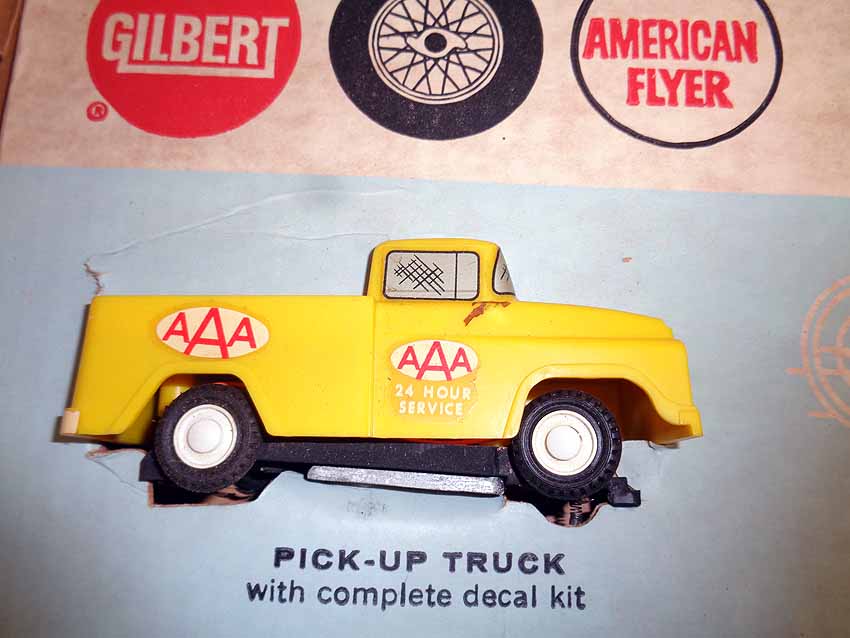 GILBERT
®
AMERICAN
FLYER
AAA
AAA
24 HOUR
SERVICE
PICK-UP TRUCK
with complete decal kit